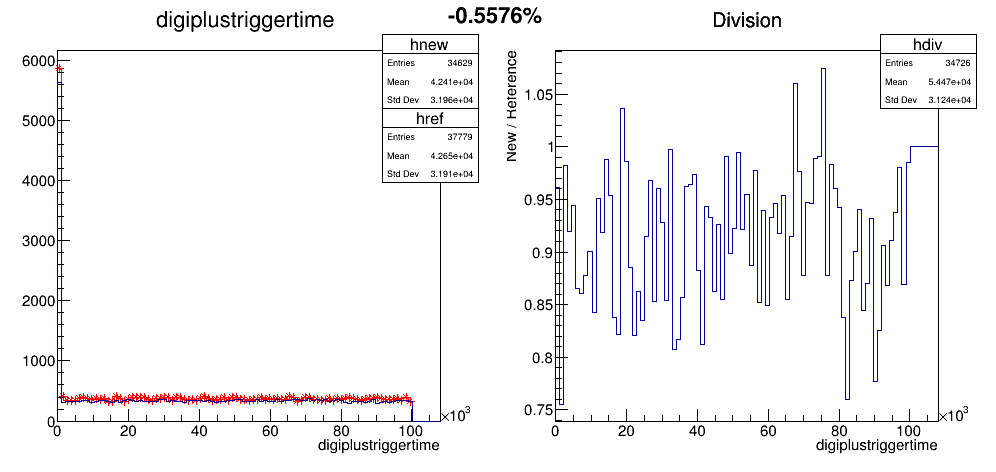 digiplustriggertime
-0.5576%
Division
hnew
Entries 34629
Mean 4.241e+04
Std Dev 3.196e+04
href
Entries 37779
Mean 4.265e+04
Std Dev 3.191e+04
6000
5000
4000
3000
2000
1000
0
0 20 40 60 80 100
×10³
digiplustriggertime
hdiv
Entries 34726
Mean 5.447e+04
Std Dev 3.124e+04
New / Reference
1.05
1
0.95
0.9
0.85
0.8
0.75
0 20 40 60 80 100
×10³
digiplustriggertime